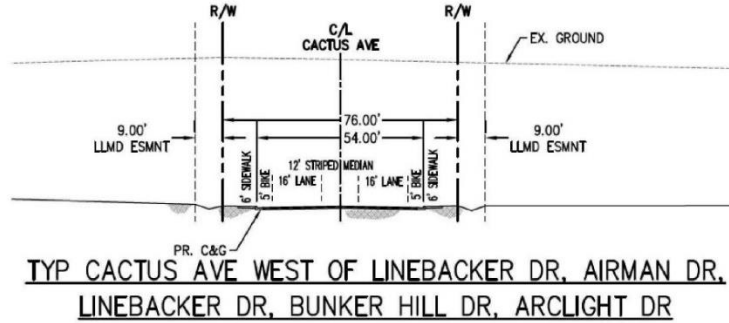 R/W
C/L
CACTUS AVE
R/W
EX. GROUND
9.00'
LLMD ESMNT
76.00'
54.00'
9.00'
LLMD ESMNT
6' SIDEWALK
5' BIKE
12' STRIPED MEDIAN
16' LANE
16' LANE
5' BIKE
6' SIDEWALK
PR. C&G
TYP CACTUS AVE WEST OF LINEBACKER DR, AIRMAN DR,
LINEBACKER DR, BUNKER HILL DR, ARCLIGHT DR